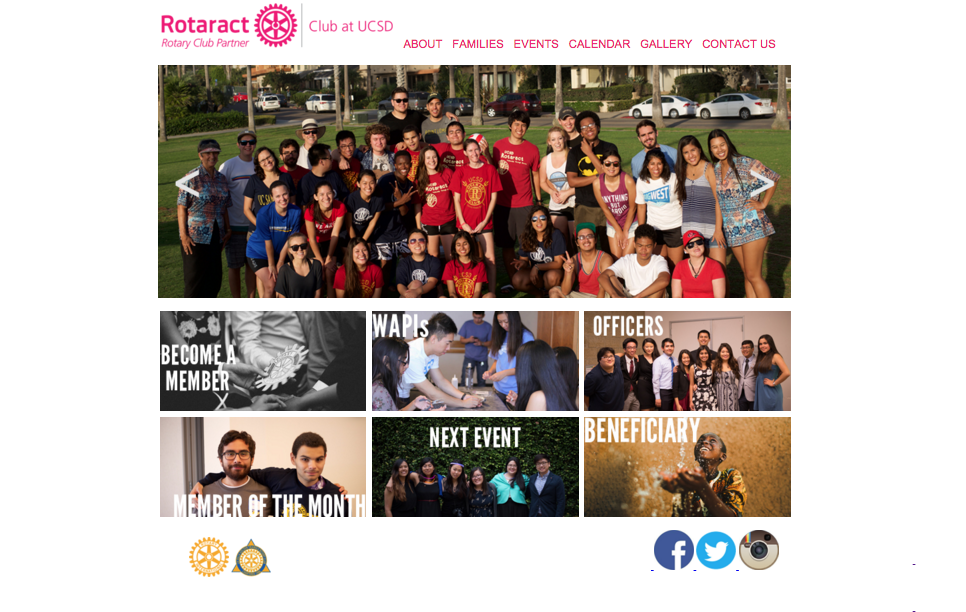 Rotaract
Rotary Club Partner
Club at UCSD
ABOUT FAMILIES EVENTS CALENDAR GALLERY CONTACT US
BECOME A
MEMBER
WAPIs
OFFICERS
MEMBER OF THE MONTH
NEXT EVENT
BENEFICIARY